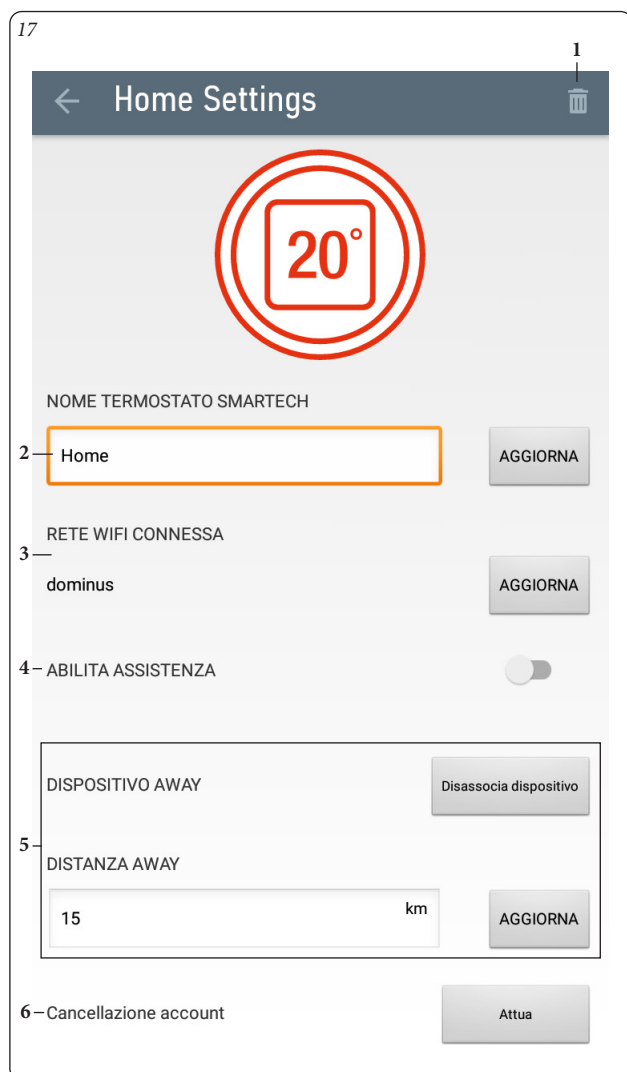 17
1
Home Settings
20°
NOME TERMOSTATO SMARTECH
2 Home AGGIORNA
RETE WIFI CONNESSA
3
dominus AGGIORNA
4 ABILITA ASSISTENZA
DISPOSITIVO AWAY Disassocia dispositivo
5
DISTANZA AWAY
15 km AGGIORNA
6 Cancellazione account Attua